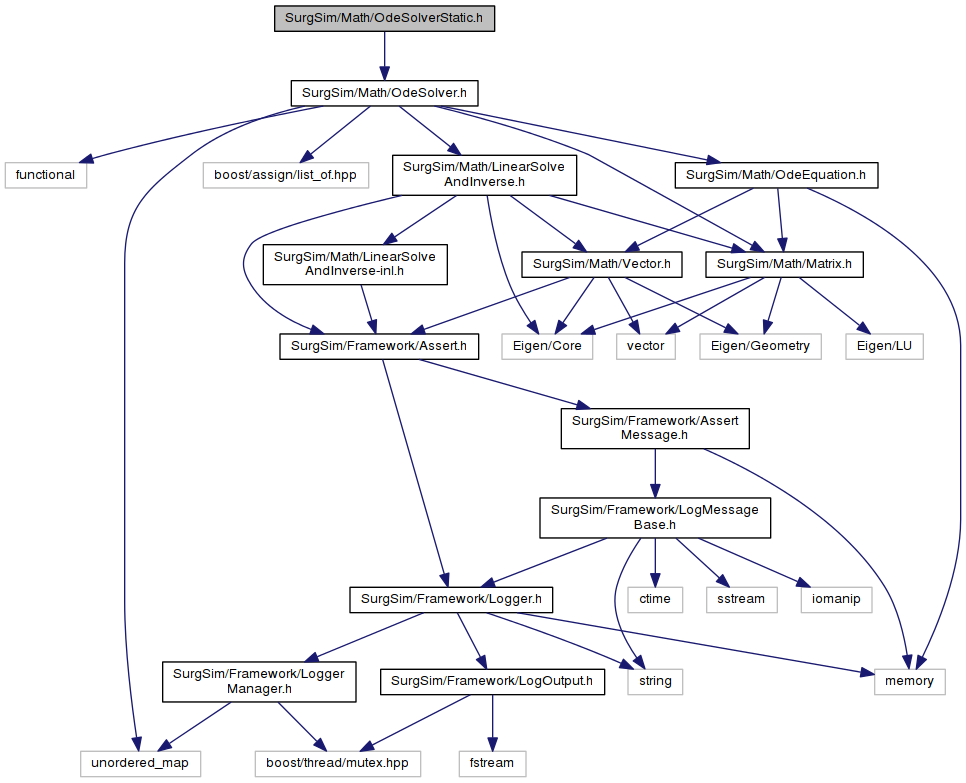 SurgSim/Math/OdeSolverStatic.h
SurgSim/Math/OdeSolver.h
functional
boost/assign/list_of.hpp
SurgSim/Math/LinearSolve
AndInverse.h
SurgSim/Math/OdeEquation.h
SurgSim/Math/LinearSolve
AndInverse-inl.h
SurgSim/Math/Vector.h
SurgSim/Math/Matrix.h
SurgSim/Framework/Assert.h
Eigen/Core
vector
Eigen/Geometry
Eigen/LU
SurgSim/Framework/Assert
Message.h
SurgSim/Framework/LogMessage
Base.h
SurgSim/Framework/Logger.h
ctime
sstream
iomanip
SurgSim/Framework/Logger
Manager.h
SurgSim/Framework/LogOutput.h
string
memory
unordered_map
boost/thread/mutex.hpp
fstream